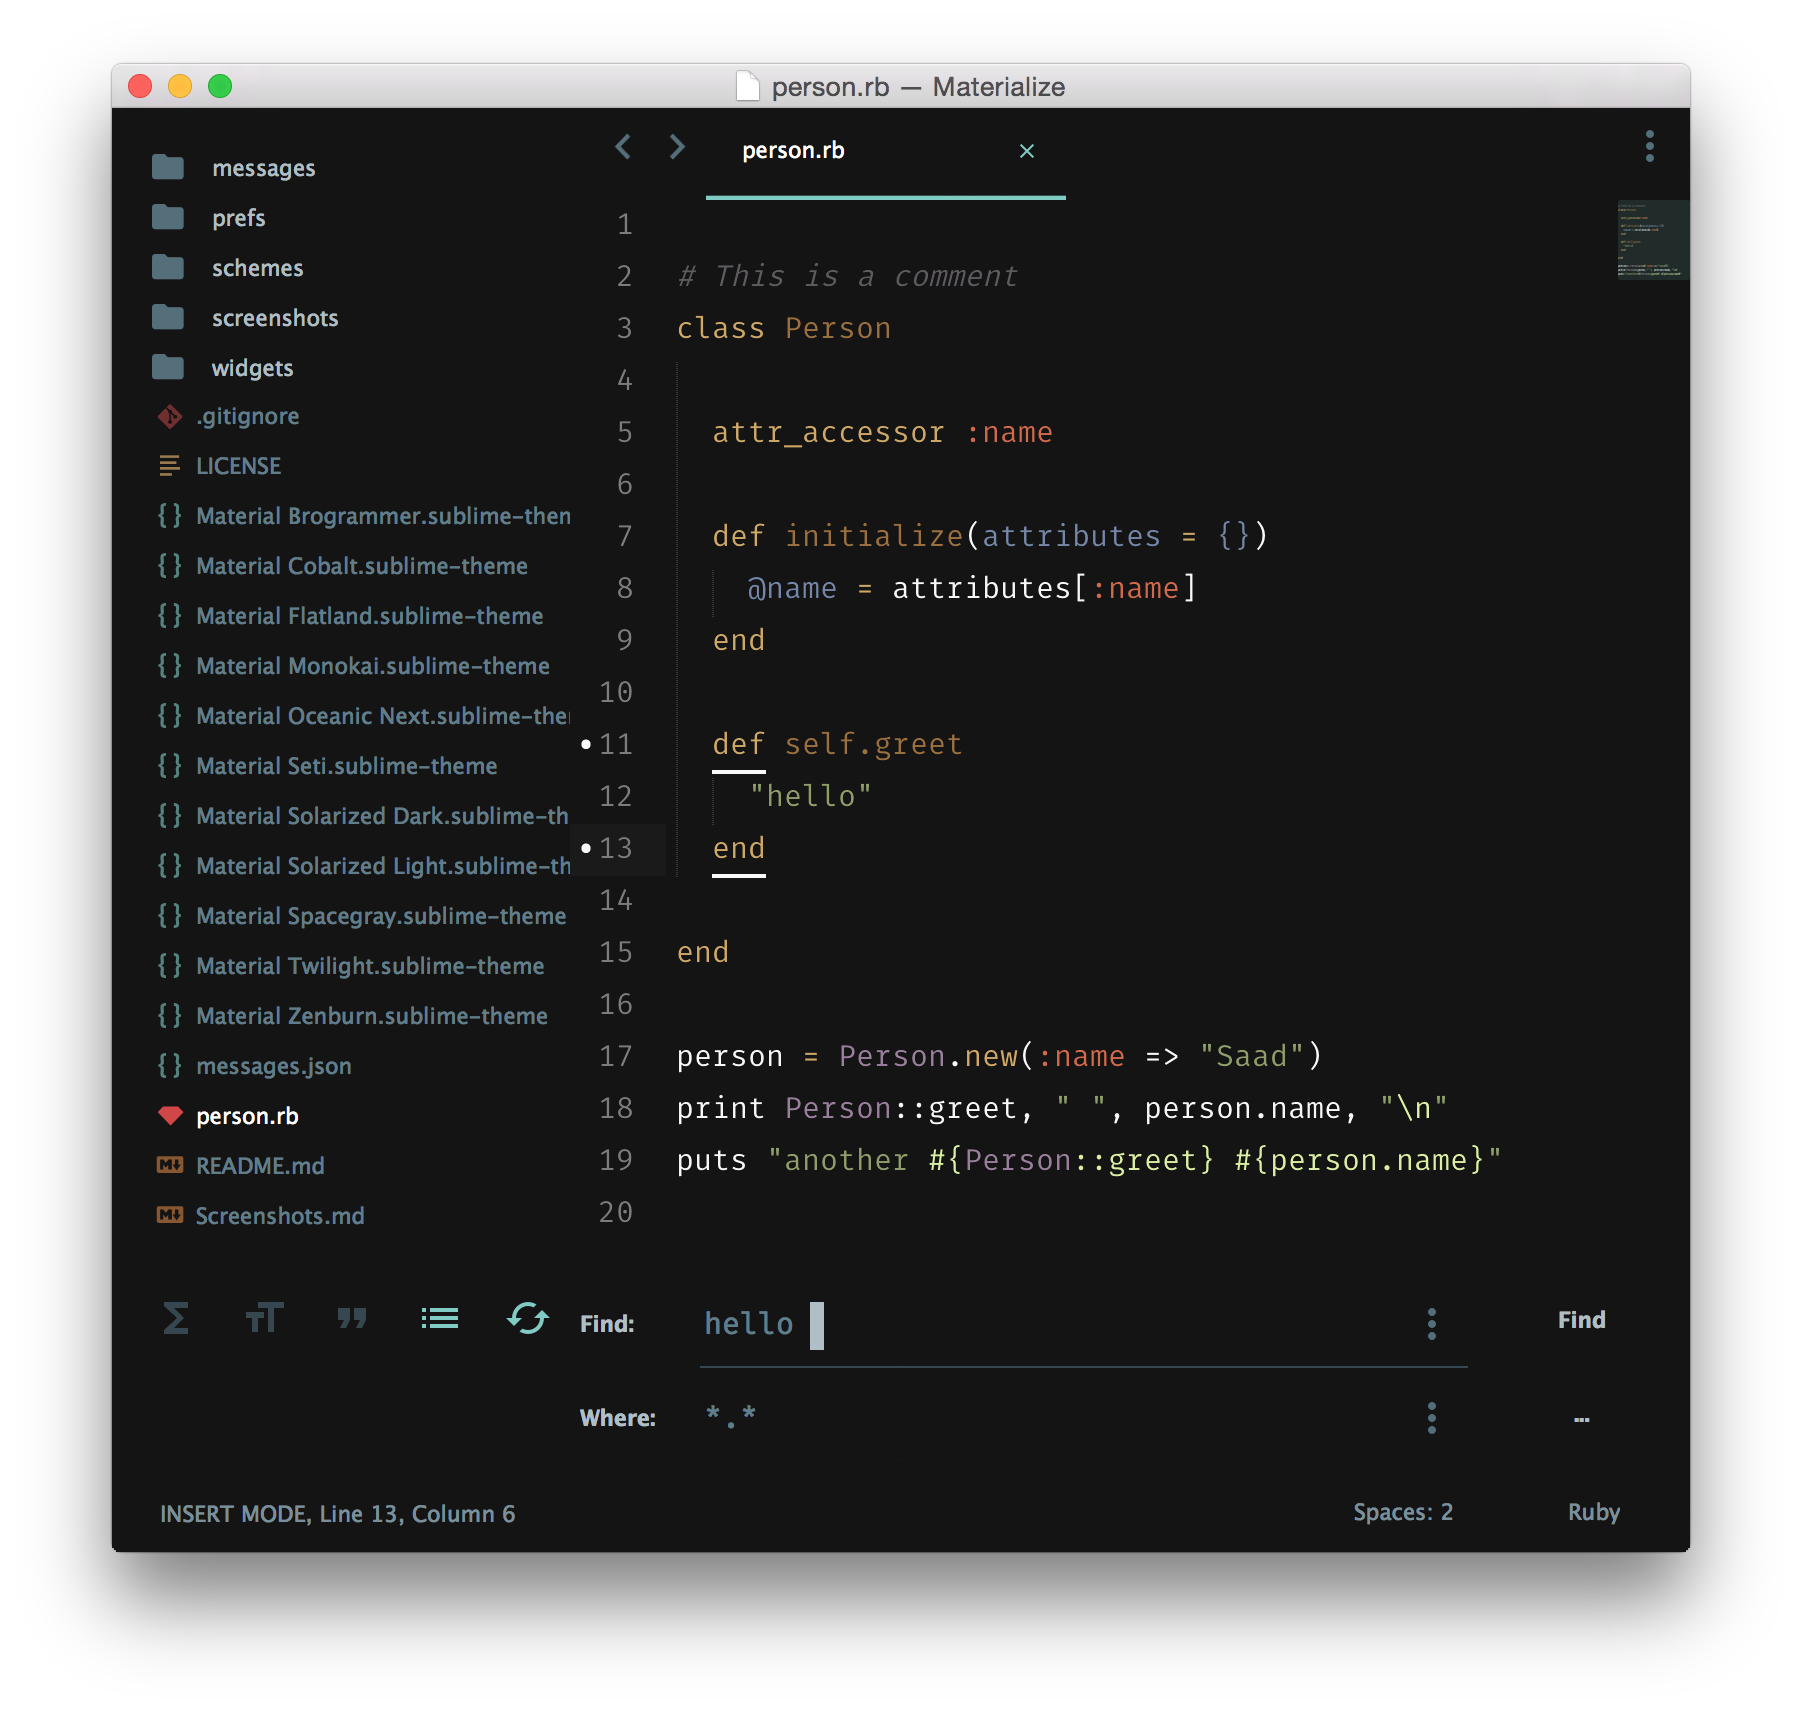 person.rb — Materialize
messages
prefs
schemes
screenshots
widgets
.gitignore
LICENSE
Material Brogrammer.sublime-them
Material Cobalt.sublime-theme
Material Flatland.sublime-theme
Material Monokai.sublime-theme
Material Oceanic Next.sublime-the
Material Seti.sublime-theme
Material Solarized Dark.sublime-th
Material Solarized Light.sublime-th
Material Spacegray.sublime-theme
Material Twilight.sublime-theme
Material Zenburn.sublime-theme
messages.json
person.rb
README.md
Screenshots.md
person.rb ×
1
2 # This is a comment
3 class Person
4
5 attr_accessor :name
6
7 def initialize(attributes = {})
8 @name = attributes[:name]
9 end
10
11 def self.greet
12 "hello"
13 end
14
15 end
16
17 person = Person.new(:name => "Saad")
18 print Person::greet, " ", person.name, "\n"
19 puts "another #{Person::greet} #{person.name}"
20
Find: hello Find
Where: *.* ...
INSERT MODE, Line 13, Column 6 Spaces: 2 Ruby